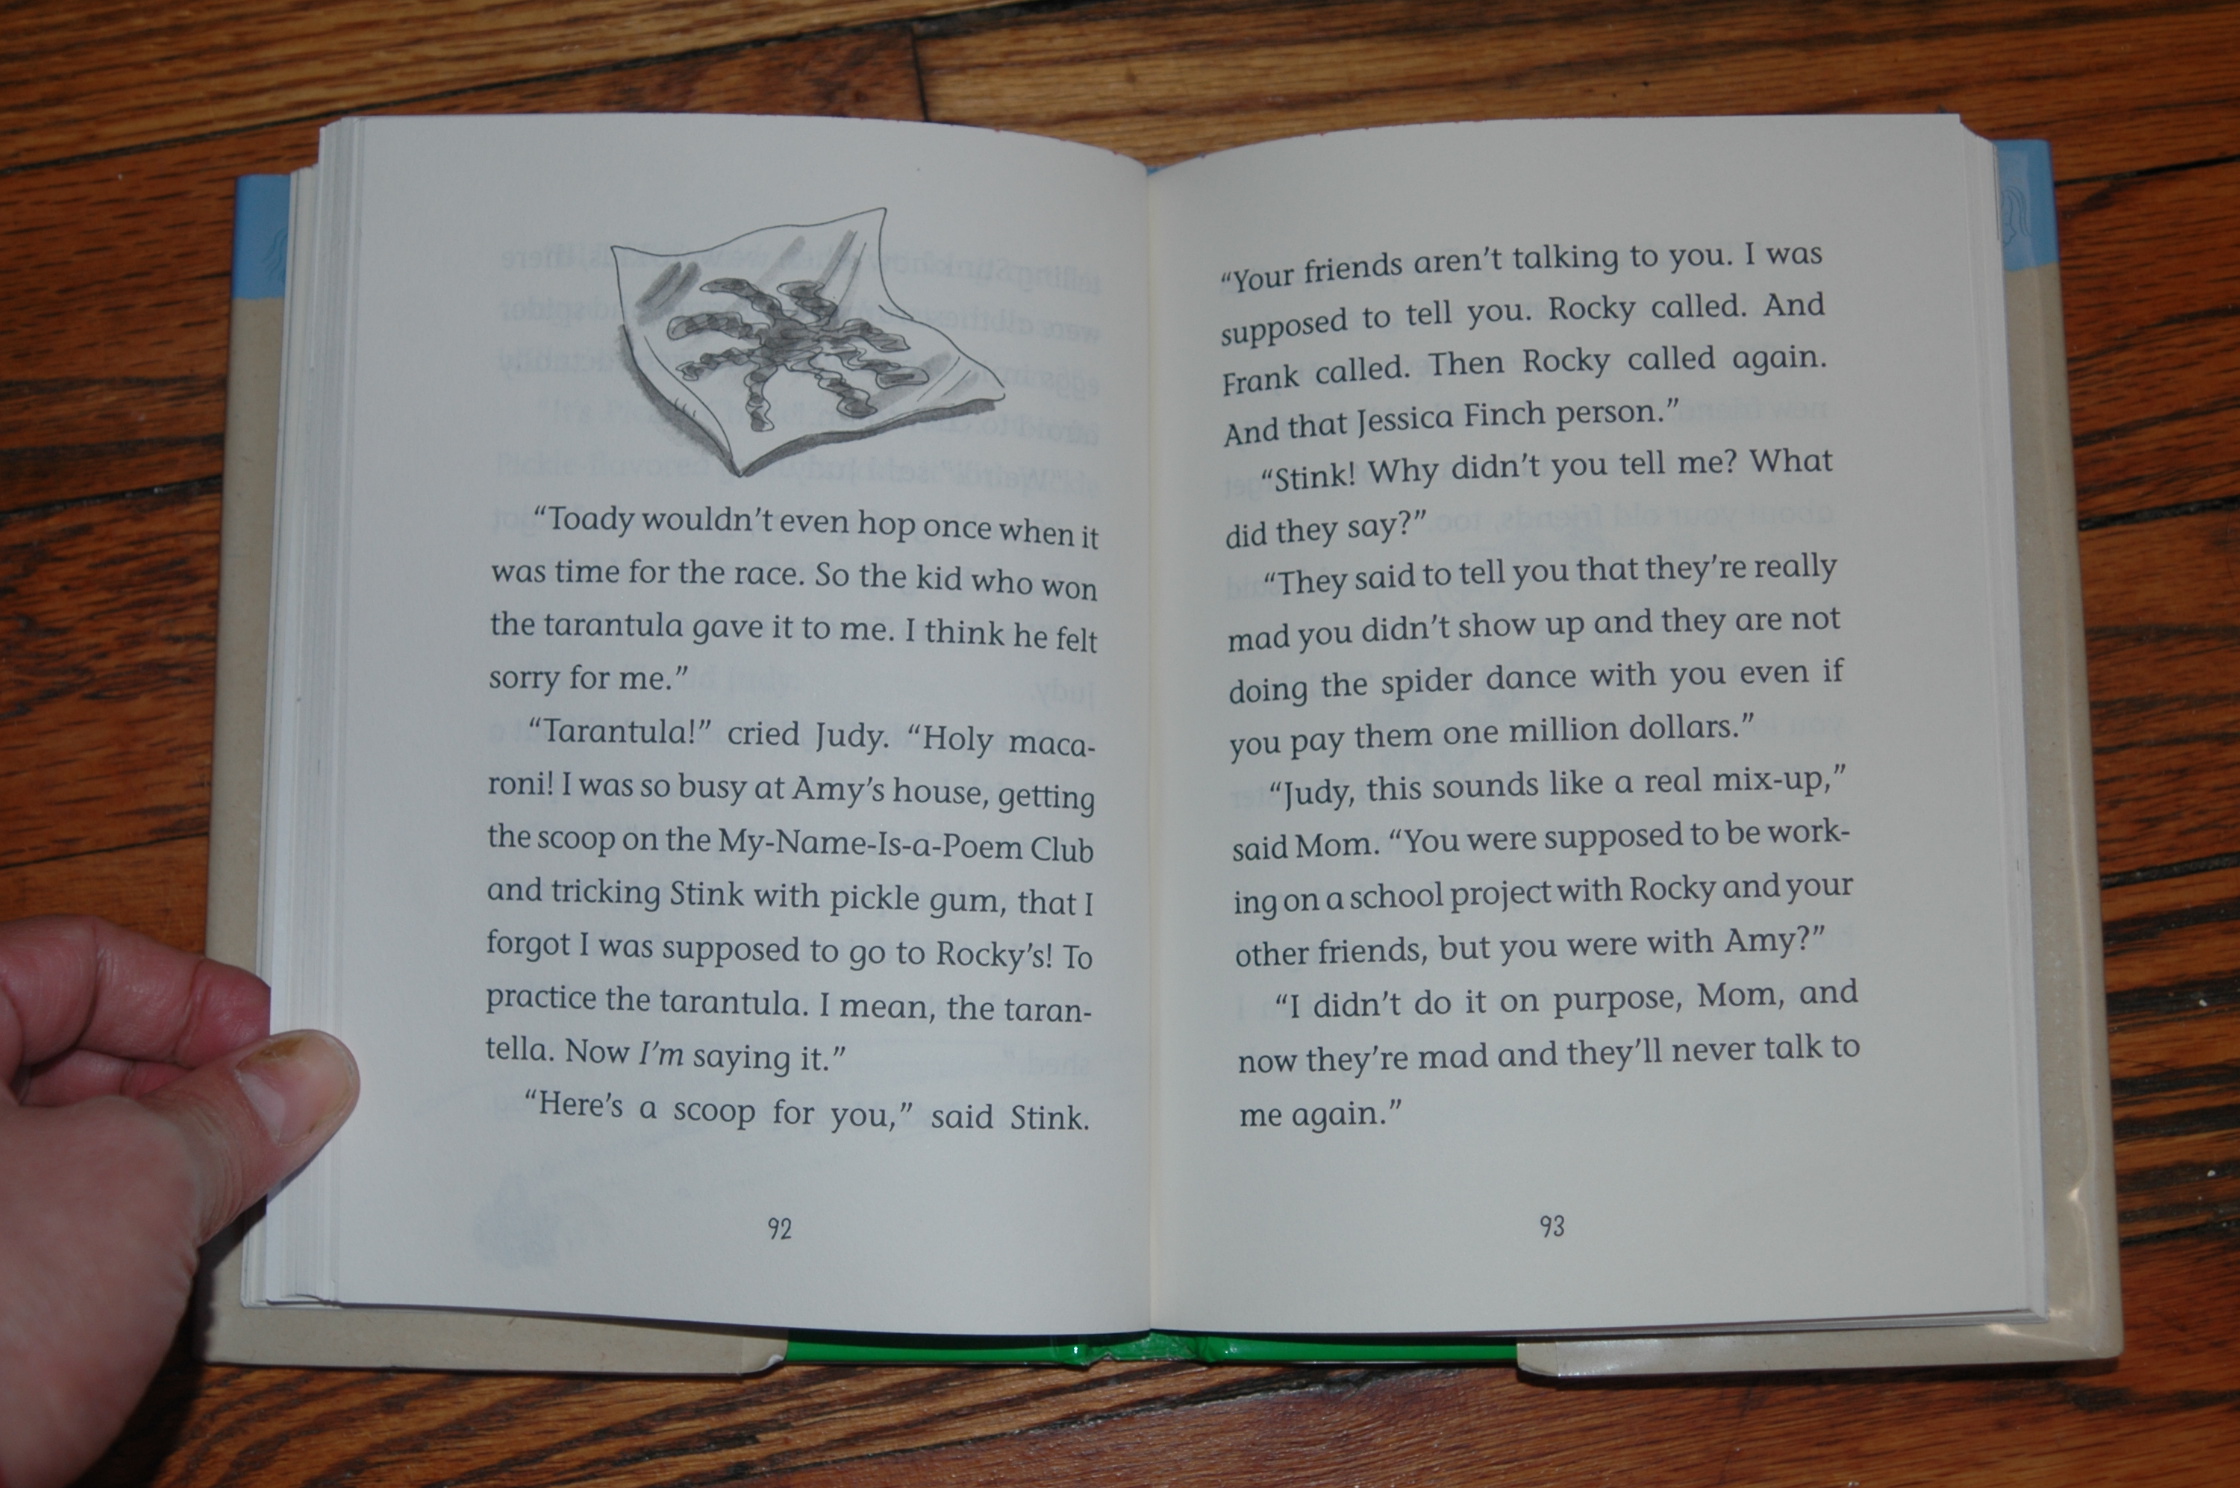 “Toady wouldn’t even hop once when it
was time for the race. So the kid who won
the tarantula gave it to me. I think he felt
sorry for me.”
“Tarantula!” cried Judy. “Holy maca-
roni! I was so busy at Amy’s house, getting
the scoop on the My-Name-Is-a-Poem Club
and tricking Stink with pickle gum, that I
forgot I was supposed to go to Rocky’s! To
practice the tarantula. I mean, the taran-
tella. Now I’m saying it.”
“Here’s a scoop for you,” said Stink.
92
“Your friends aren’t talking to you. I was
supposed to tell you. Rocky called. And
Frank called. Then Rocky called again.
And that Jessica Finch person.”
“Stink! Why didn’t you tell me? What
did they say?”
“They said to tell you that they’re really
mad you didn’t show up and they are not
doing the spider dance with you even if
you pay them one million dollars.”
“Judy, this sounds like a real mix-up,”
said Mom. “You were supposed to be work-
ing on a school project with Rocky and your
other friends, but you were with Amy?”
“I didn’t do it on purpose, Mom, and
now they’re mad and they’ll never talk to
me again.”
93